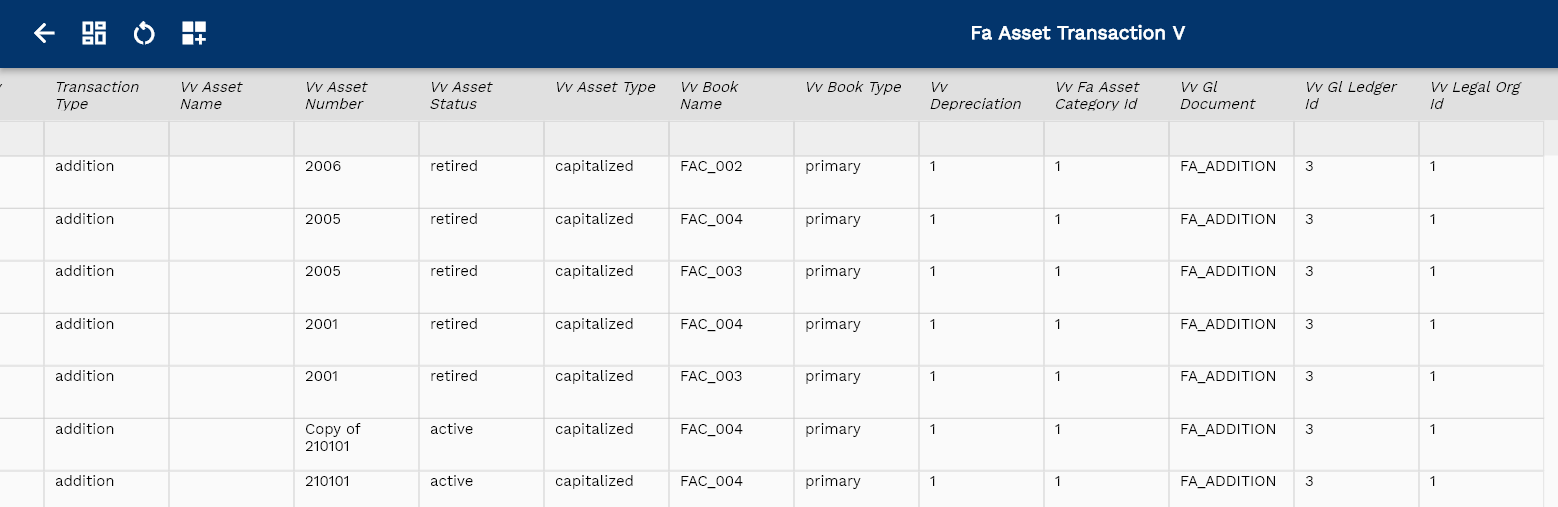 Fa Asset Transaction V
Transaction Type Vv Asset Name Vv Asset Number Vv Asset Status Vv Asset Type Vv Book Name Vv Book Type Vv Depreciation Vv Fa Asset Category Id Vv Gl Document Vv Gl Ledger Id Vv Legal Org Id
addition 2006 retired capitalized FAC_002 primary 1 1 FA_ADDITION 3 1
addition 2005 retired capitalized FAC_004 primary 1 1 FA_ADDITION 3 1
addition 2005 retired capitalized FAC_003 primary 1 1 FA_ADDITION 3 1
addition 2001 retired capitalized FAC_004 primary 1 1 FA_ADDITION 3 1
addition 2001 retired capitalized FAC_003 primary 1 1 FA_ADDITION 3 1
addition Copy of 210101 active capitalized FAC_004 primary 1 1 FA_ADDITION 3 1
addition 210101 active capitalized FAC_004 primary 1 1 FA_ADDITION 3 1